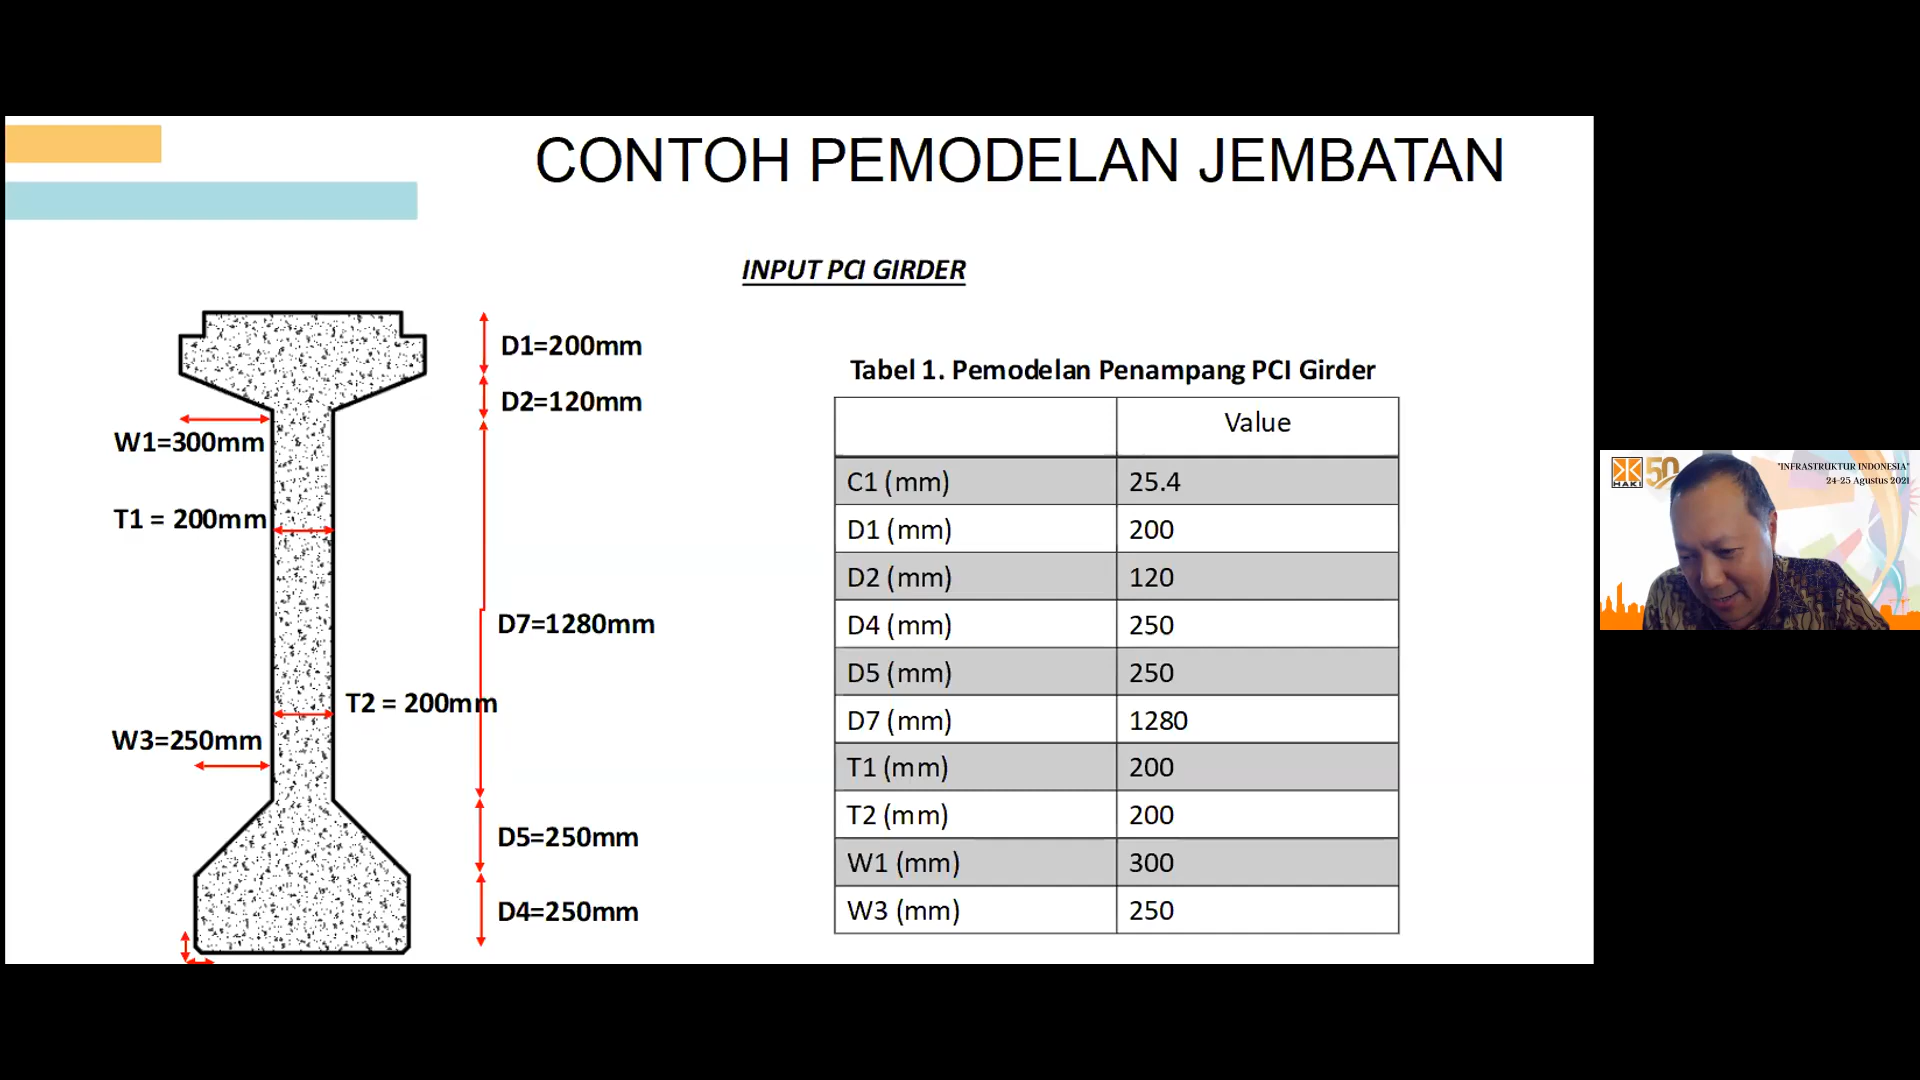 CONTOH PEMODELAN JEMBATAN
INPUT PCI GIRDER
D1=200mm
D2=120mm
W1=300mm
T1 = 200mm
D7=1280mm
T2 = 200mm
W3=250mm
D5=250mm
D4=250mm
Tabel 1. Pemodelan Penampang PCI Girder
Value
C1 (mm) 25.4
D1 (mm) 200
D2 (mm) 120
D4 (mm) 250
D5 (mm) 250
D7 (mm) 1280
T1 (mm) 200
T2 (mm) 200
W1 (mm) 300
W3 (mm) 250
HAKI 50
"INFRASTRUKTUR INDONESIA"
24-25 Agustus 2021